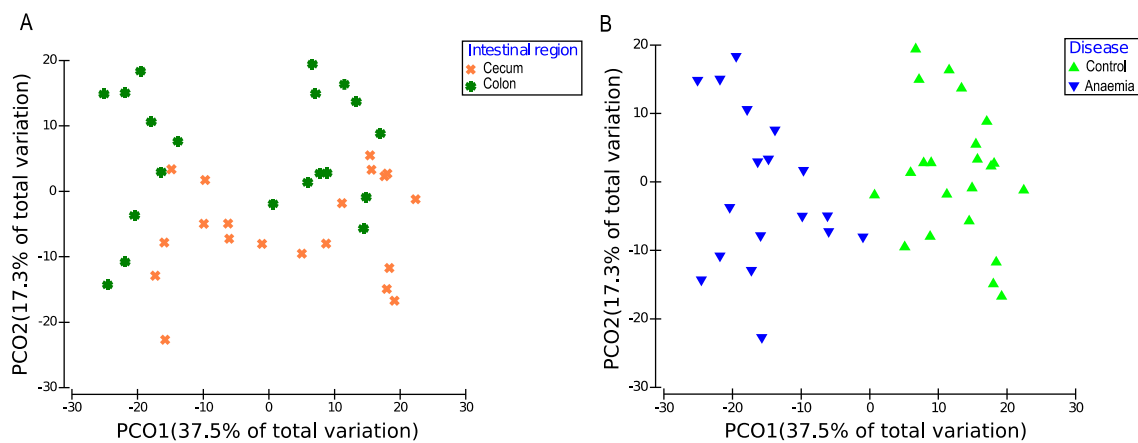 A
Intestinal region
Cecum
Colon
PCO2(17.3% of total variation)
20
10
0
-10
-20
-30
-30
-20
-10
0
10
20
30
PCO1(37.5% of total variation)
B
Disease
Control
Anaemia
PCO2(17.3% of total variation)
20
10
0
-10
-20
-30
-30
-20
-10
0
10
20
30
PCO1(37.5% of total variation)